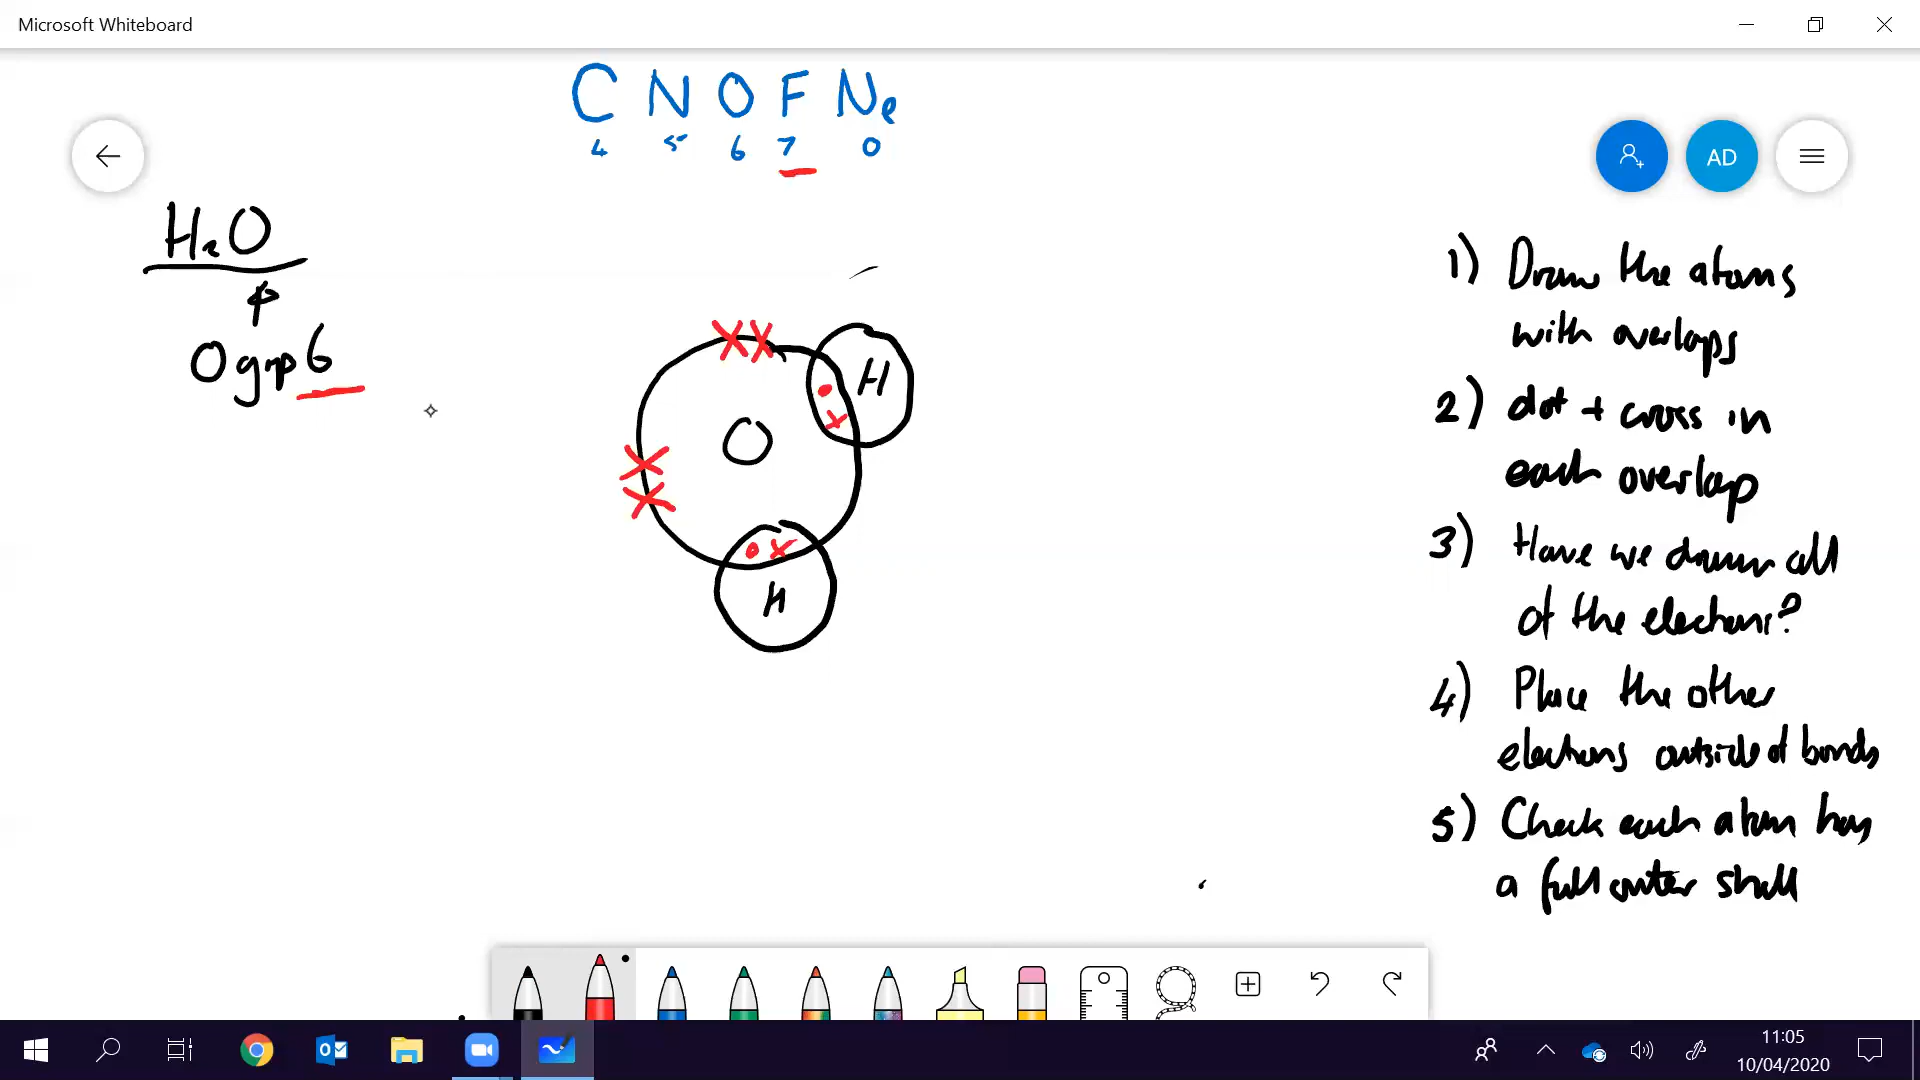 Microsoft Whiteboard
C N O F Ne
4 5 6 7 0
AD
H₂O
O grp 6
H
O
H
1) Draw the atoms
with overlaps
2) dot + cross in
each overlap
3) Have we drawn all
of the electrons?
4) Place the other
electrons outside of bonds
5) Check each atom has
a full outer shell
11:05
10/04/2020